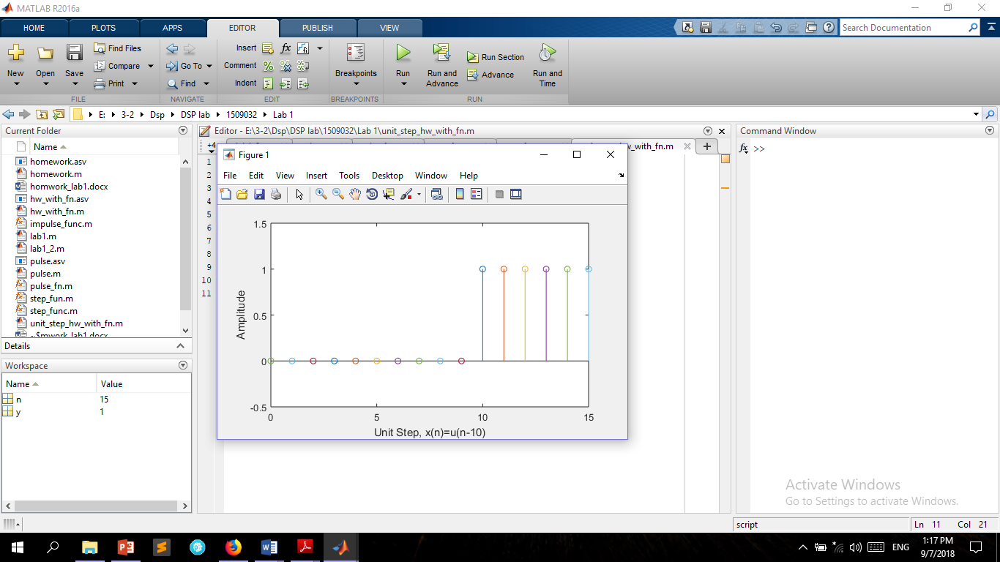 MATLAB R2016a
HOME PLOTS APPS EDITOR PUBLISH VIEW Search Documentation
New Open Save Find Files Compare Print
FILE
Go To Find
NAVIGATE
Insert fx
Comment
Indent
EDIT
Breakpoints
BREAKPOINTS
Run Run and Advance Run Section Advance Run and Time
RUN
E: 3-2 Dsp DSP lab 1509032 Lab 1
Current Folder
Name
homework.asv
homework.m
homwork_lab1.docx
hw_with_fn.asv
hw_with_fn.m
impulse_func.m
lab1.m
lab1_2.m
pulse.asv
pulse.m
pulse_fn.m
step_fun.m
step_func.m
unit_step_hw_with_fn.m
~$mwork_lab1.docx
Details
Workspace
Name Value
n 15
y 1
Editor - E:\3-2\Dsp\DSP lab\1509032\Lab 1\unit_step_hw_with_fn.m
+4 w_with_fn.m +
1
2
3
4
5
6
7
8
9
10
11
Figure 1
File Edit View Insert Tools Desktop Window Help
1.5
1
0.5
0
-0.5
Amplitude
0 5 10 15
Unit Step, x(n)=u(n-10)
Command Window
fx >>
Activate Windows
Go to Settings to activate Windows.
script Ln 11 Col 21
ENG
1:17 PM
9/7/2018